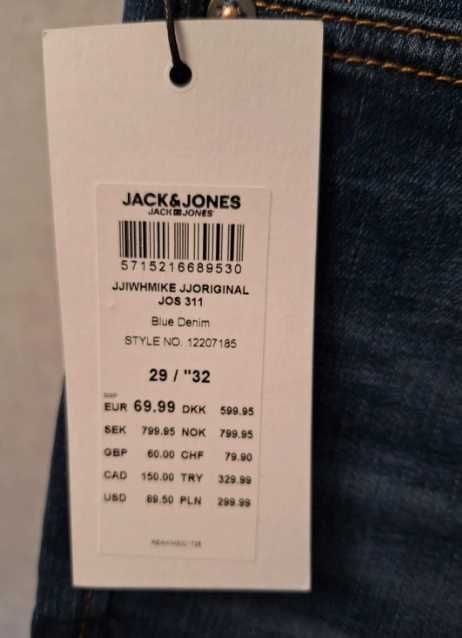 JACK&JONES
JACK JONES
5715216689530
JJIWHMIKE JJORIGINAL
JOS 311
Blue Denim
STYLE NO. 12207185
29 / "32
RRP
EUR 69.99 DKK 599.95
SEK 799.95 NOK 799.95
GBP 60.00 CHF 79.90
CAD 150.00 TRY 329.99
USD 89.50 PLN 299.99